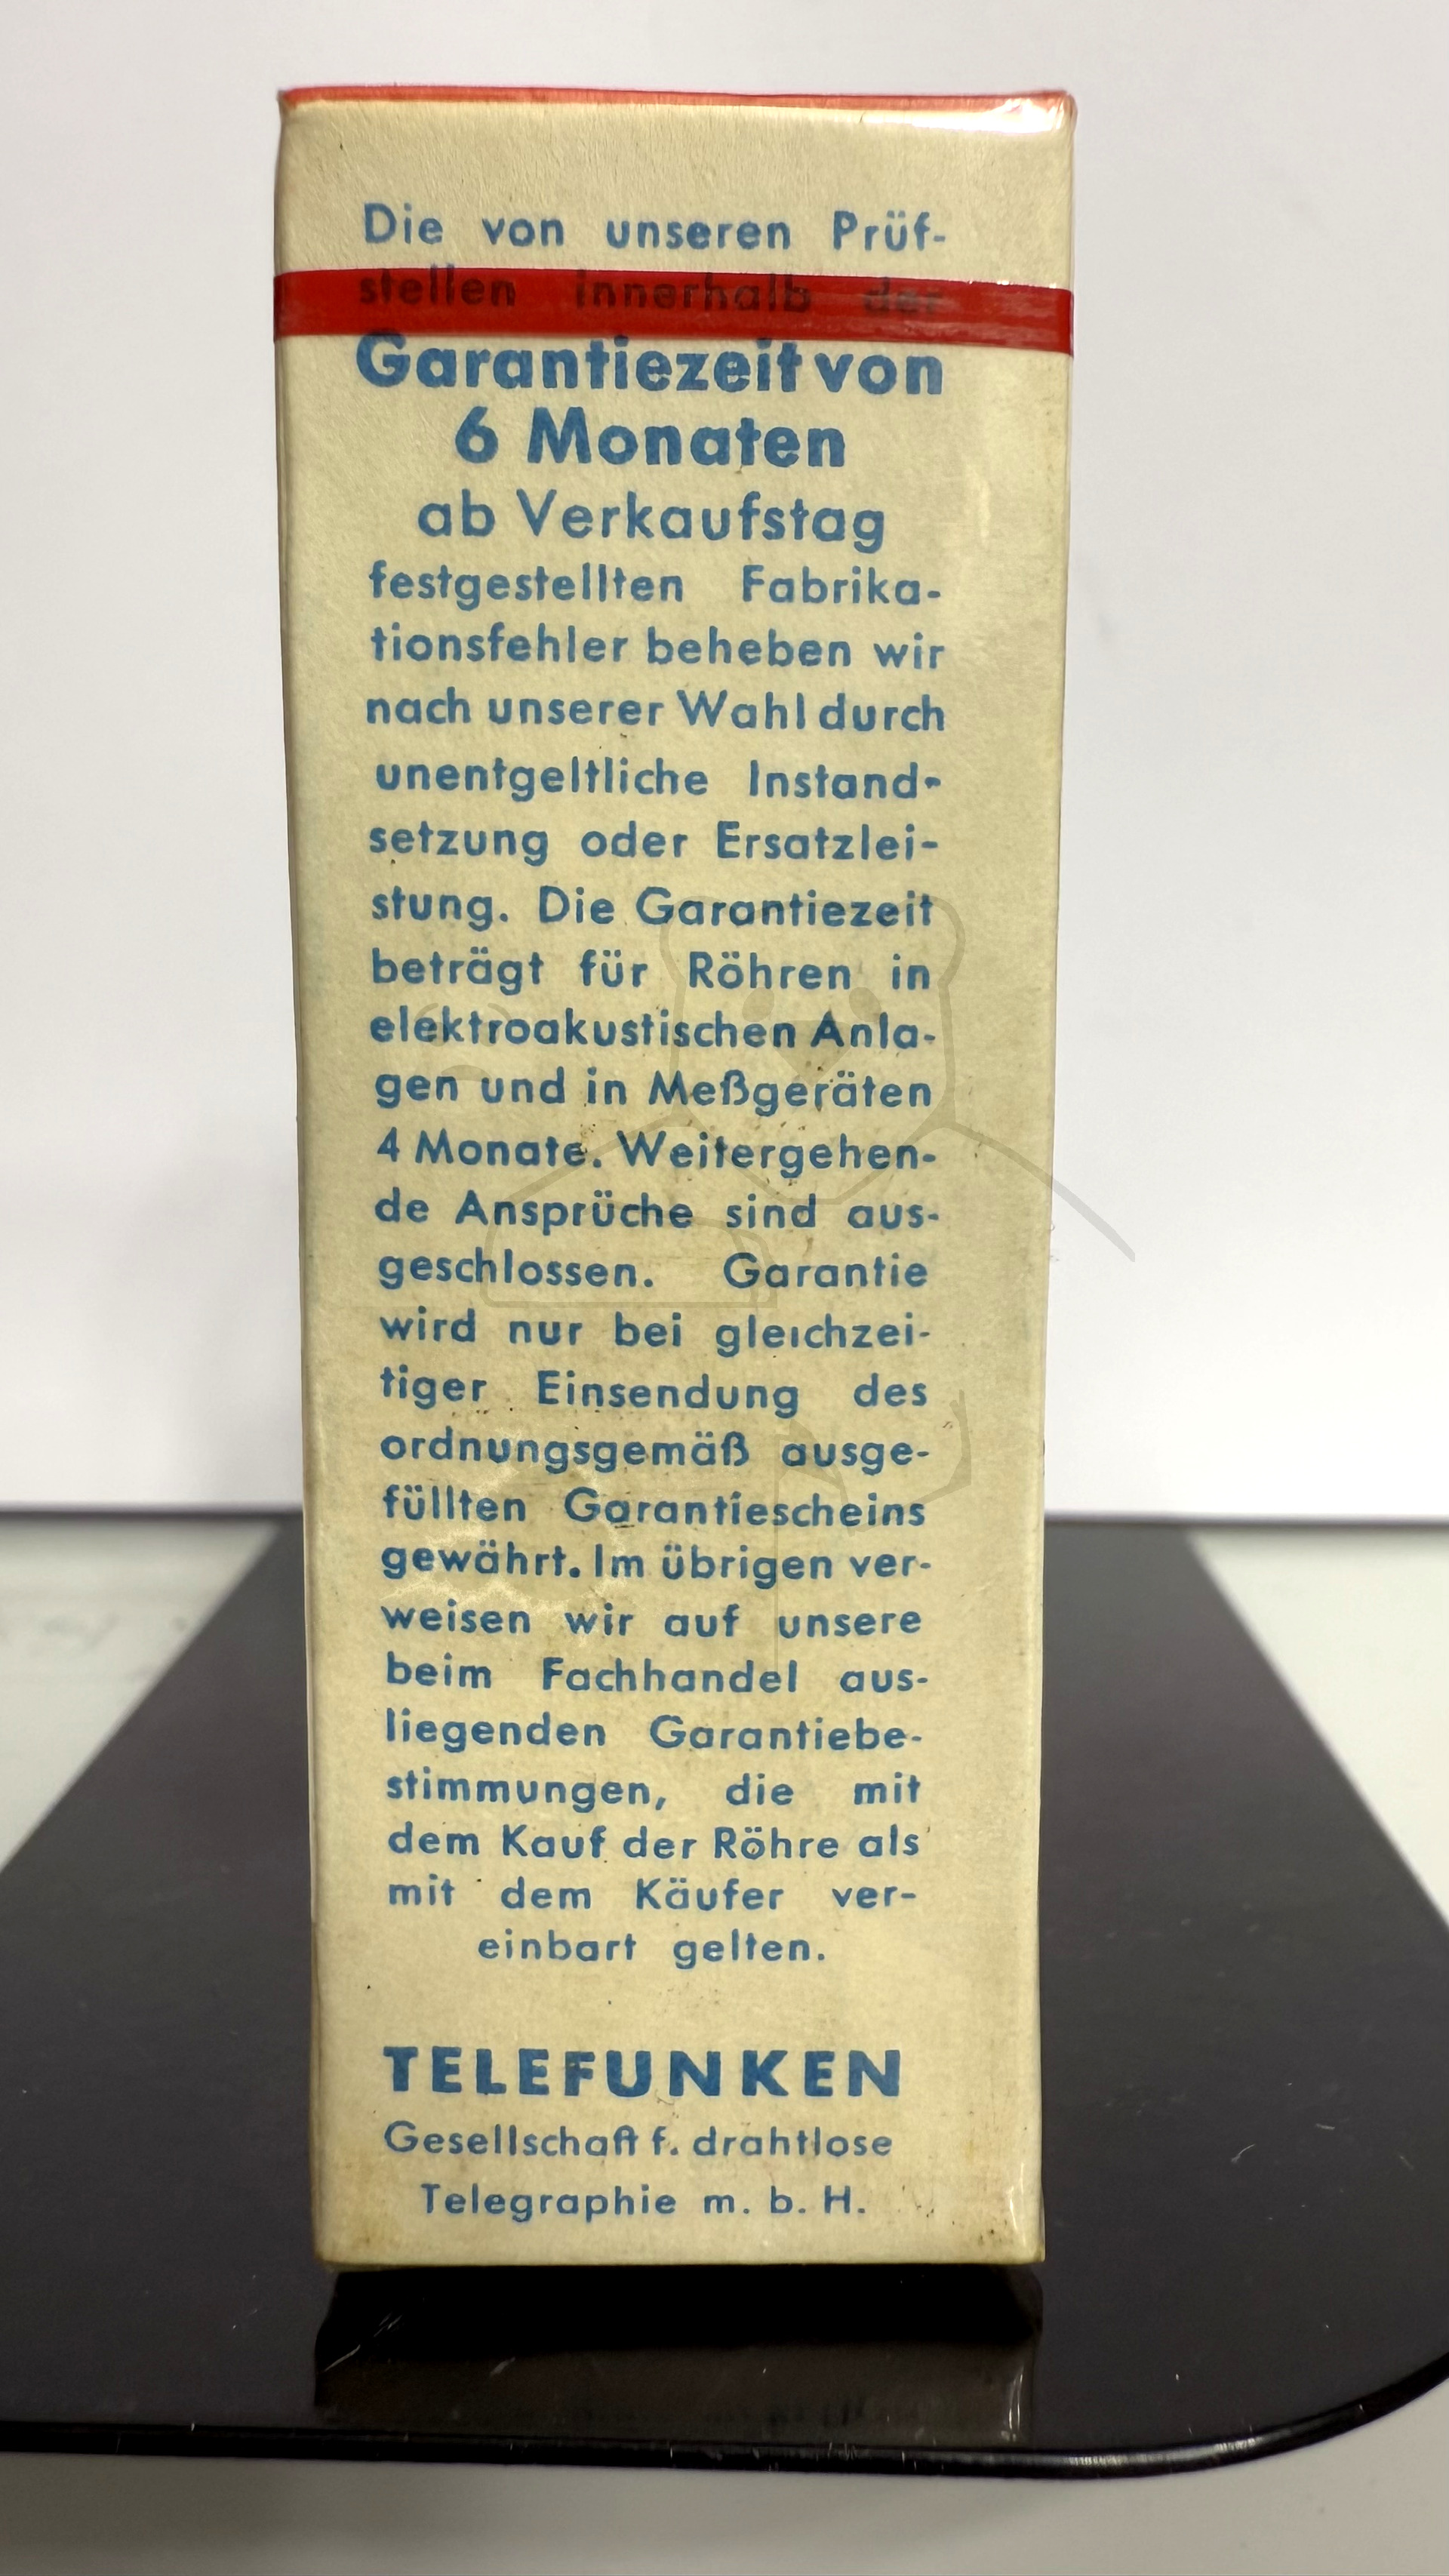 Die von unseren Prüf-
stellen innerhalb der
Garantiezeit von
6 Monaten
ab Verkaufstag
festgestellten Fabrika-
tionsfehler beheben wir
nach unserer Wahl durch
unentgeltliche Instand-
setzung oder Ersatzlei-
stung. Die Garantiezeit
beträgt für Röhren in
elektroakustischen Anla-
gen und in Meßgeräten
4 Monate. Weitergehen-
de Ansprüche sind aus-
geschlossen. Garantie
wird nur bei gleichzei-
tiger Einsendung des
ordnungsgemäß ausge-
füllten Garantiescheins
gewährt. Im übrigen ver-
weisen wir auf unsere
beim Fachhandel aus-
liegenden Garantiebe-
stimmungen, die mit
dem Kauf der Röhre als
mit dem Käufer ver-
einbart gelten.
TELEFUNKEN
Gesellschaft f. drahtlose
Telegraphie m. b. H.